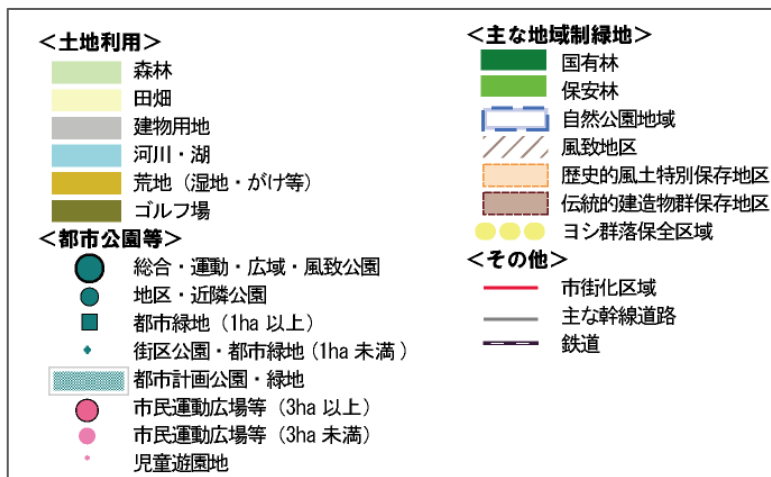 ＜土地利用＞
森林
田畑
建物用地
河川・湖
荒地（湿地・がけ等）
ゴルフ場
＜都市公園等＞
総合・運動・広域・風致公園
地区・近隣公園
都市緑地（1ha 以上）
街区公園・都市緑地（1ha 未満）
都市計画公園・緑地
市民運動広場等（3ha 以上）
市民運動広場等（3ha 未満）
児童遊園地
＜主な地域制緑地＞
国有林
保安林
自然公園地域
風致地区
歴史的風土特別保存地区
伝統的建造物群保存地区
ヨシ群落保全区域
＜その他＞
市街化区域
主な幹線道路
鉄道